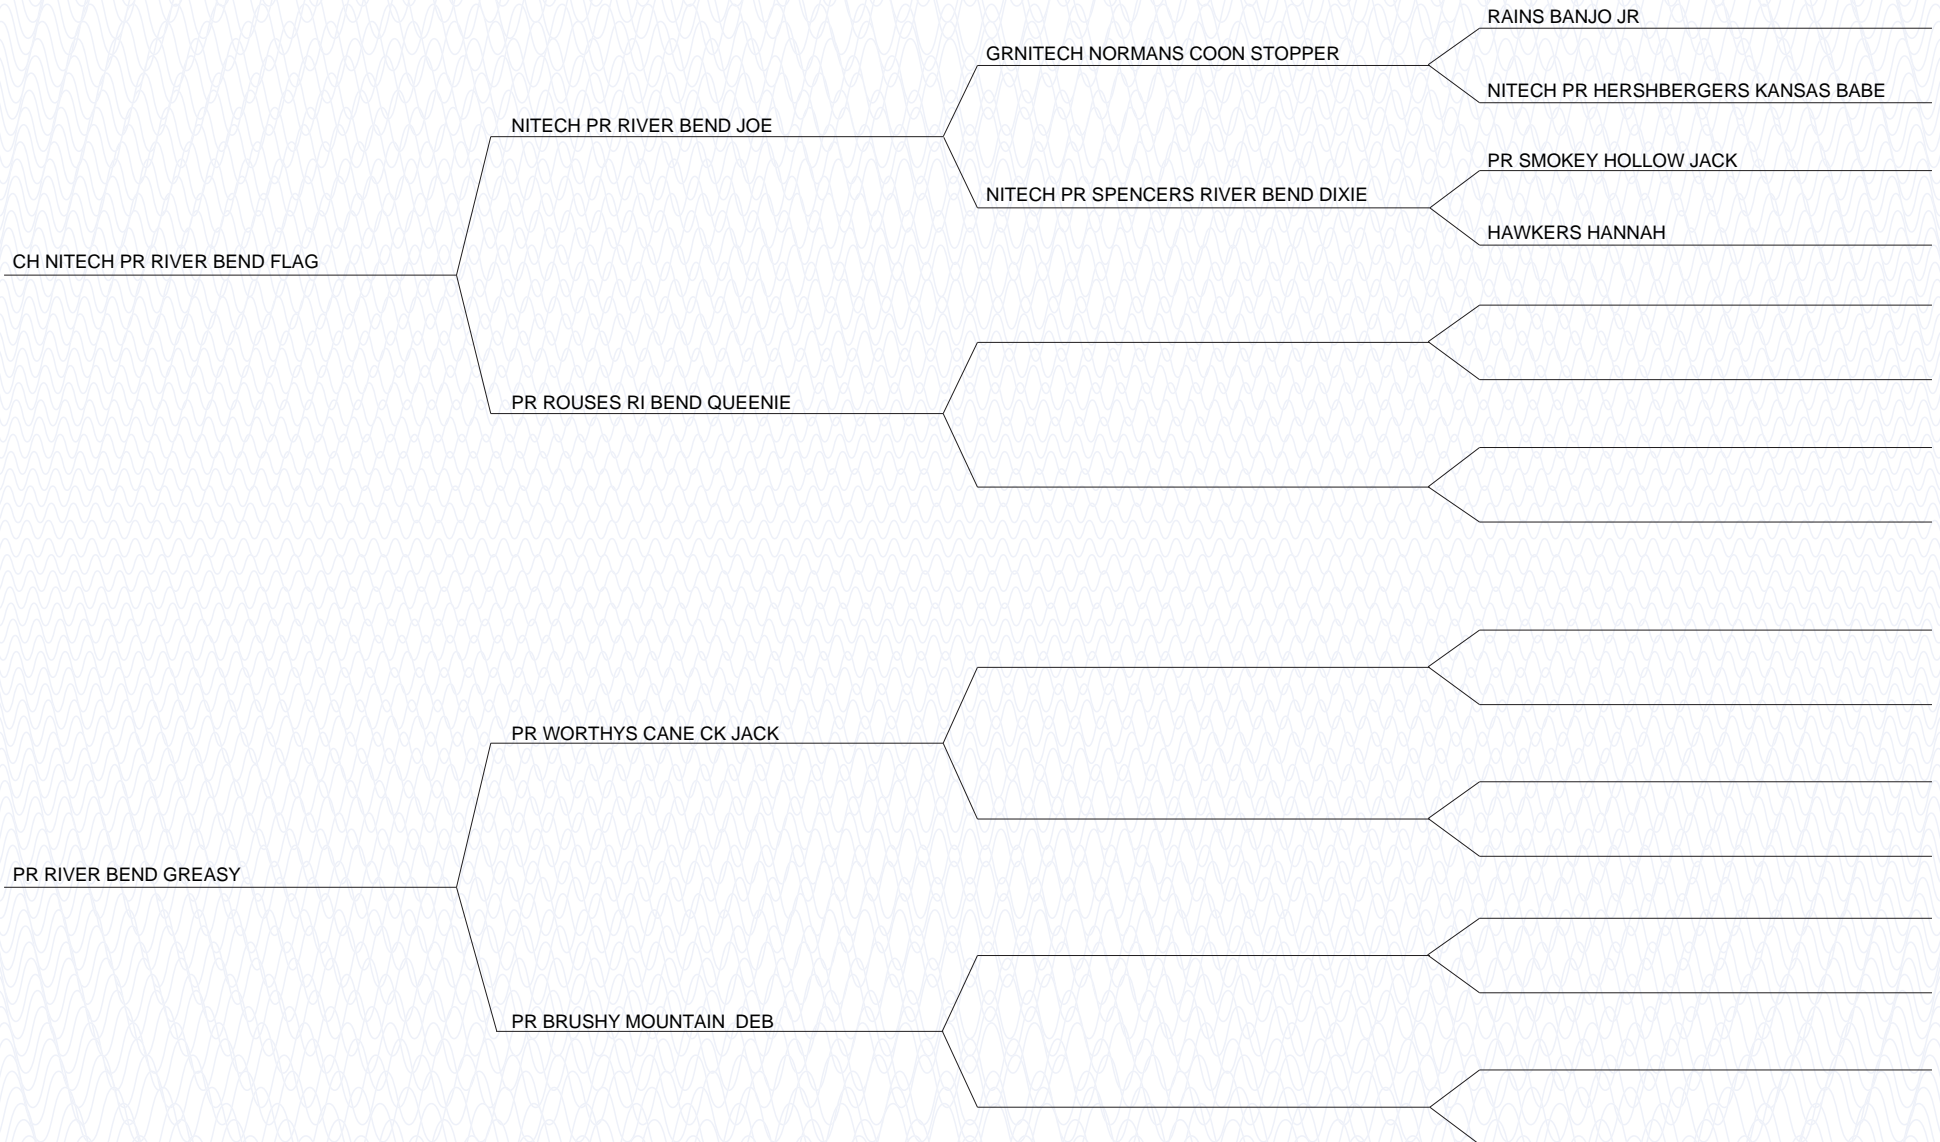 RAINS BANJO JR
GRNITECH NORMANS COON STOPPER
NITECH PR HERSHBERGERS KANSAS BABE
NITECH PR RIVER BEND JOE
PR SMOKEY HOLLOW JACK
NITECH PR SPENCERS RIVER BEND DIXIE
HAWKERS HANNAH
CH NITECH PR RIVER BEND FLAG
PR ROUSES RI BEND QUEENIE
PR WORTHYS CANE CK JACK
PR RIVER BEND GREASY
PR BRUSHY MOUNTAIN  DEB